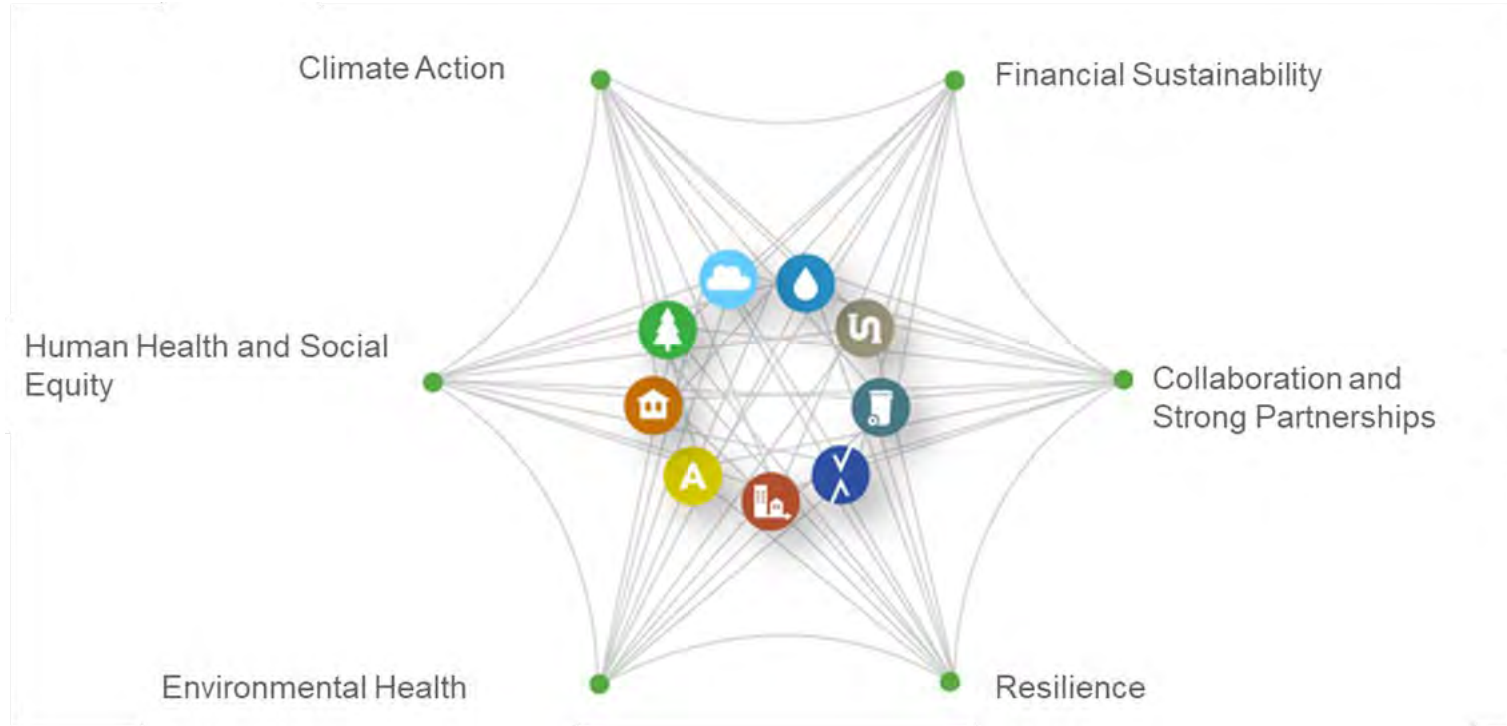 Climate Action
Financial Sustainability
Human Health and Social
Equity
Collaboration and
Strong Partnerships
A
Environmental Health
Resilience